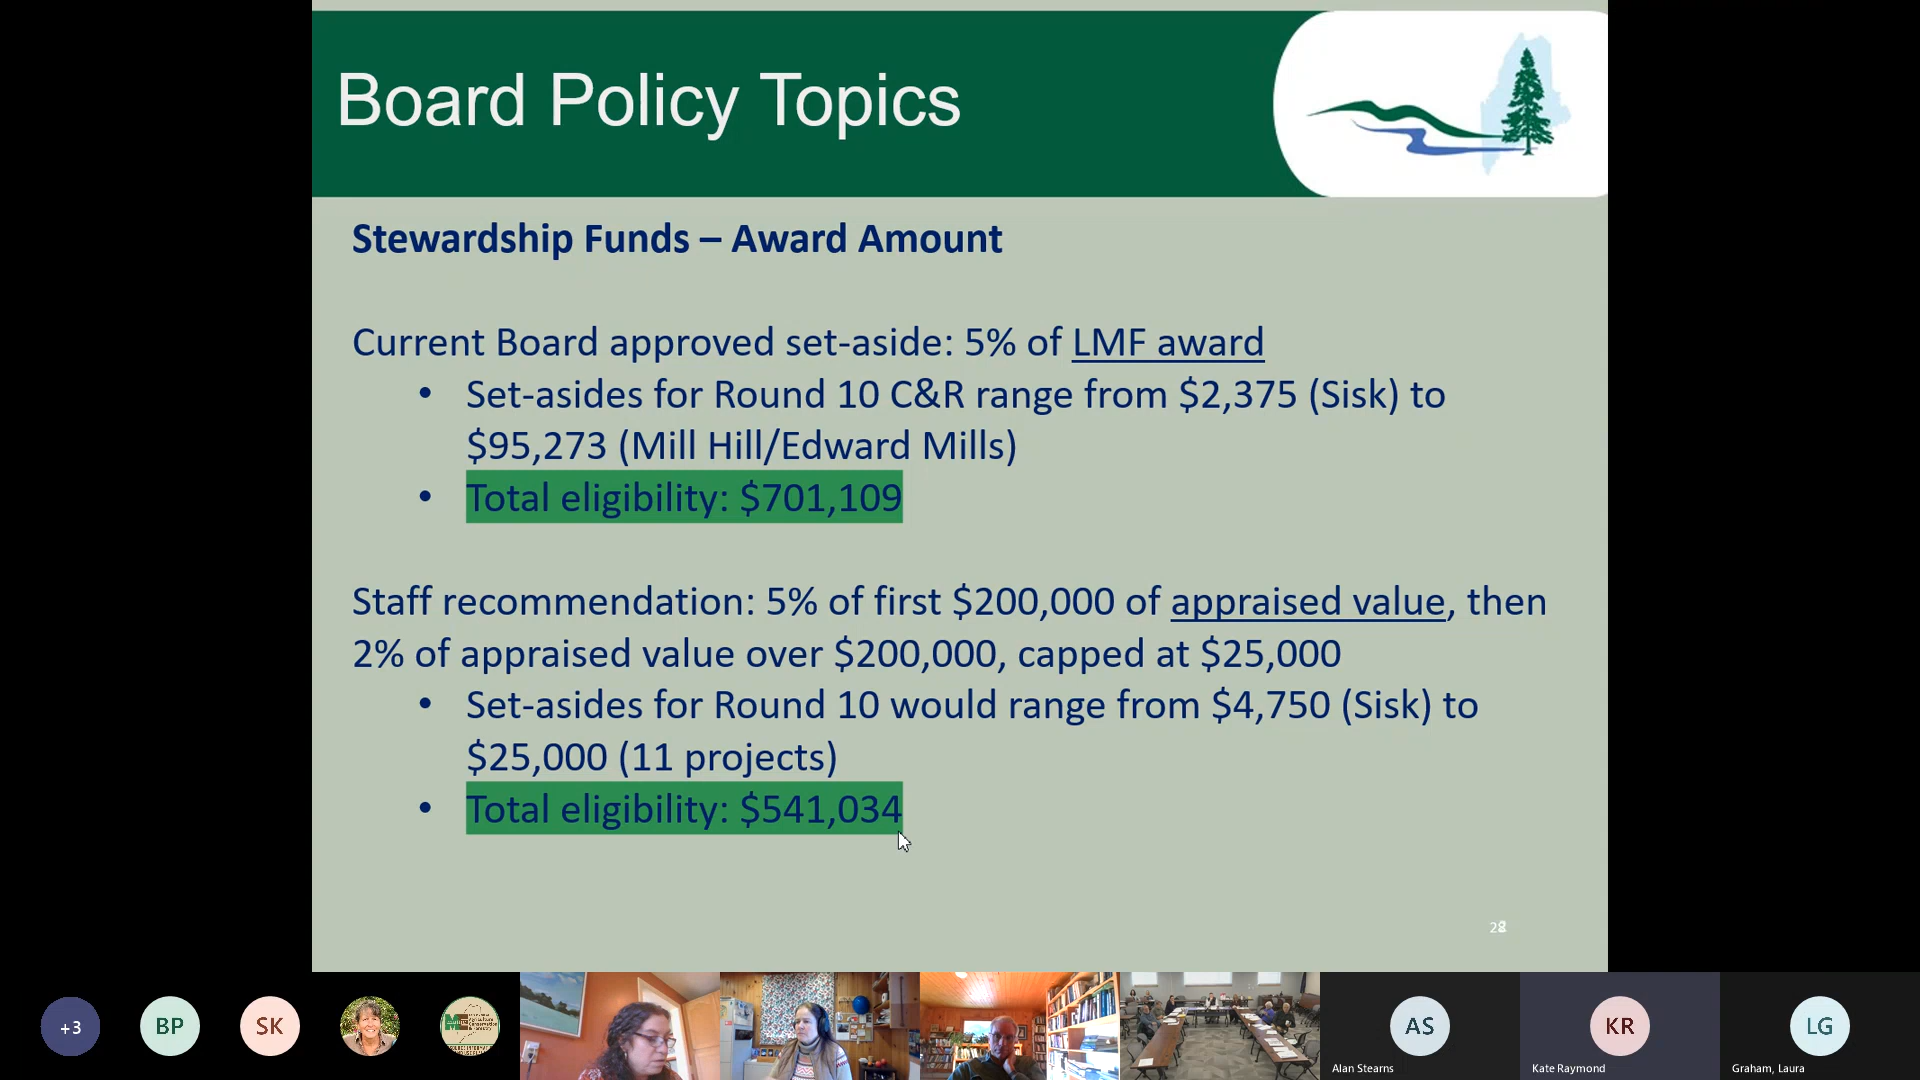 Board Policy Topics
Stewardship Funds – Award Amount
Current Board approved set-aside: 5% of LMF award
• Set-asides for Round 10 C&R range from $2,375 (Sisk) to
$95,273 (Mill Hill/Edward Mills)
• Total eligibility: $701,109
Staff recommendation: 5% of first $200,000 of appraised value, then
2% of appraised value over $200,000, capped at $25,000
• Set-asides for Round 10 would range from $4,750 (Sisk) to
$25,000 (11 projects)
• Total eligibility: $541,034
+3
BP
SK
AS
KR
LG
Alan Stearns
Kate Raymond
Graham, Laura